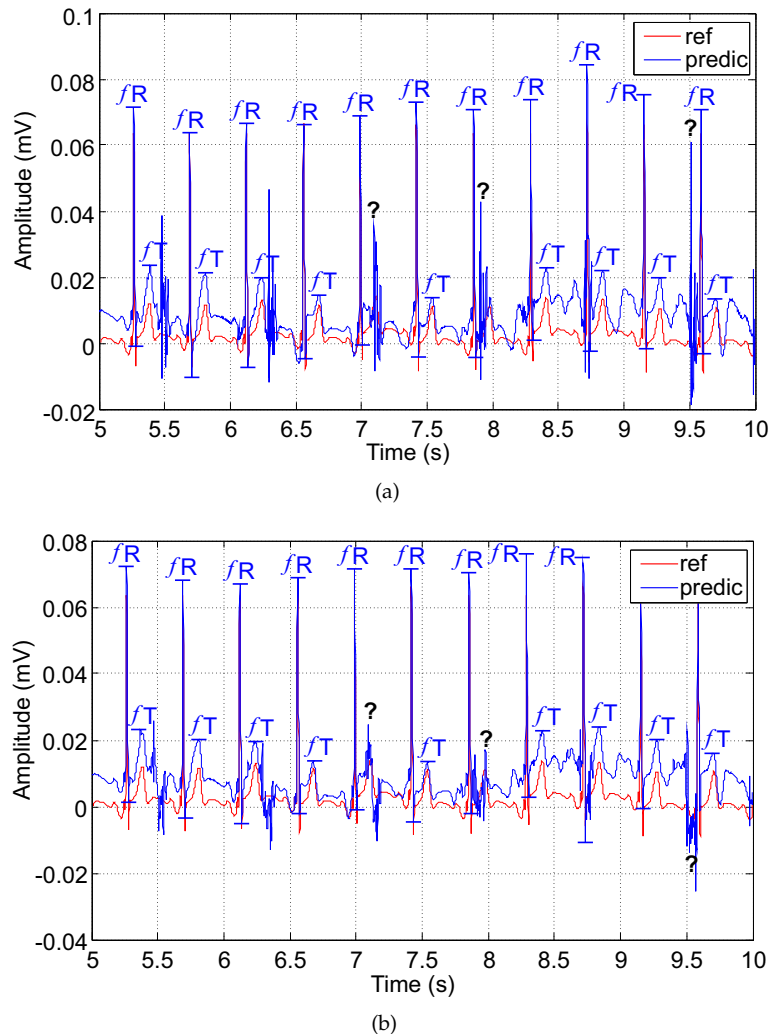 0.1
ref
predic
fR fR fR fR fR fR fR fR fR fR fR
? ? ?
fT fT fT fT fT fT fT fT fT
0.08
0.06
0.04
0.02
0
-0.02
Amplitude (mV)
5 5.5 6 6.5 7 7.5 8 8.5 9 9.5 10
Time (s)
(a)
0.08
ref
predic
fR fR fR fR fR fR fR fR fR
? ? ?
fT fT fT fT fT fT fT fT fT
0.06
0.04
0.02
0
-0.02
-0.04
Amplitude (mV)
5 5.5 6 6.5 7 7.5 8 8.5 9 9.5 10
Time (s)
(b)